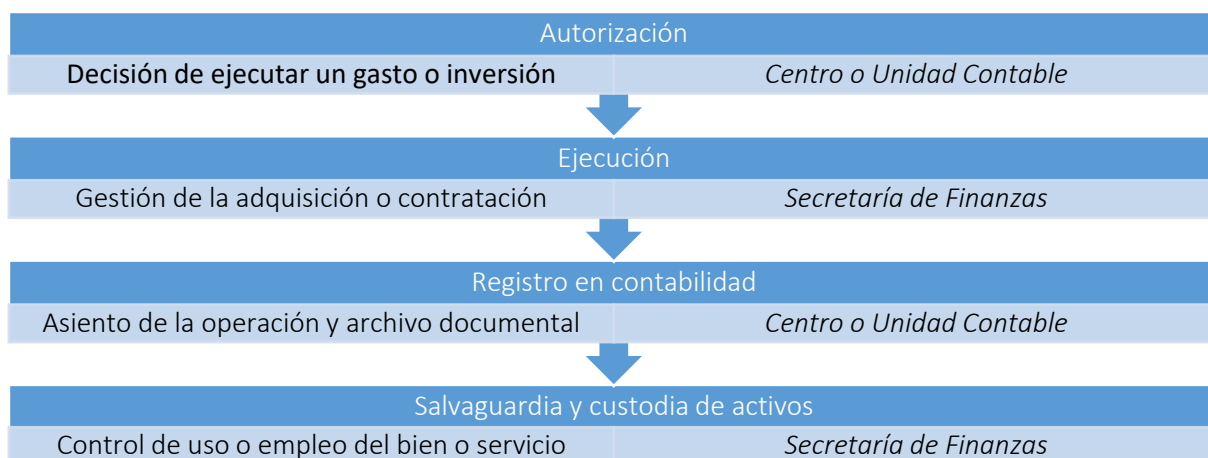 Autorización
Decisión de ejecutar un gasto o inversión Centro o Unidad Contable
Ejecución
Gestión de la adquisición o contratación Secretaría de Finanzas
Registro en contabilidad
Asiento de la operación y archivo documental Centro o Unidad Contable
Salvaguardia y custodia de activos
Control de uso o empleo del bien o servicio Secretaría de Finanzas